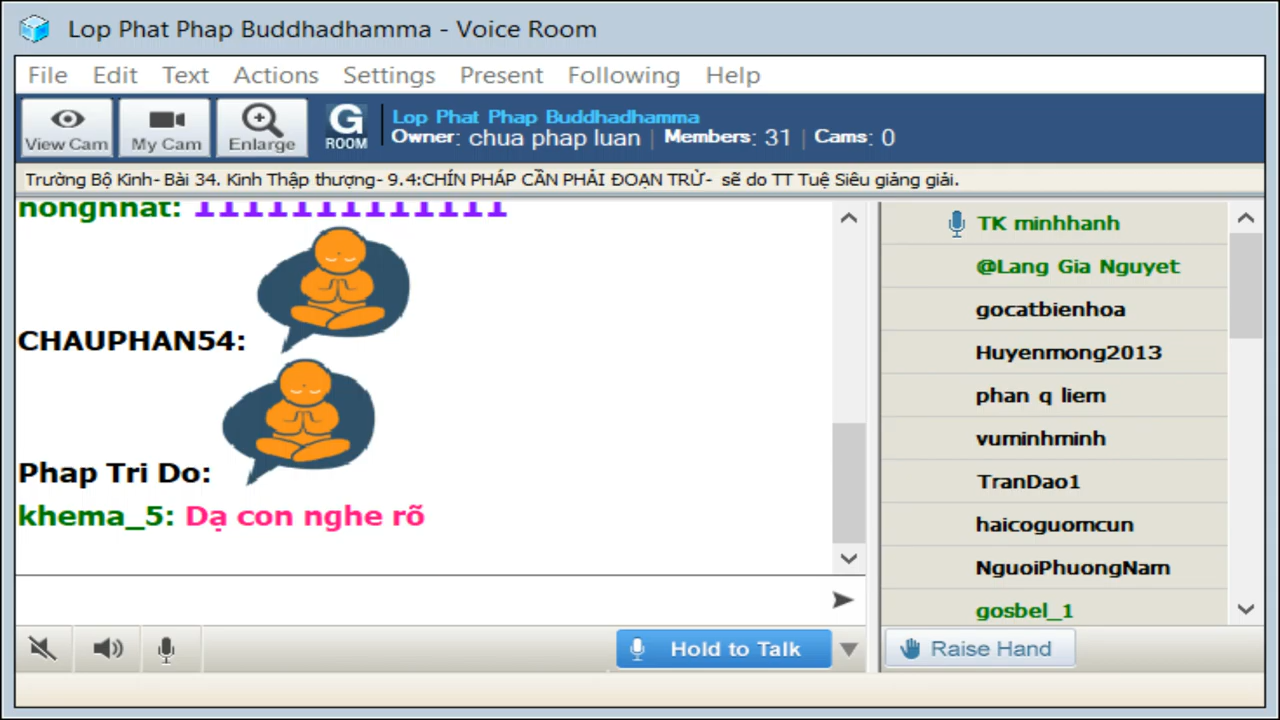 Lop Phat Phap Buddhadhamma - Voice Room
File Edit Text Actions Settings Present Following Help
View Cam
My Cam
Enlarge
G ROOM
Lop Phat Phap Buddhadhamma
Owner: chua phap luan | Members: 31 | Cams: 0
Trường Bộ Kinh- Bài 34. Kinh Thập thượng- 9.4:CHÍN PHÁP CẦN PHẢI ĐOẠN TRỪ- sẽ do TT Tuệ Siêu giảng giải.
hongnhat: 1111111111111
CHAUPHAN54:
Phap Tri Do:
khema_5: Dạ con nghe rõ
Hold to Talk
TK minhhanh
@Lang Gia Nguyet
gocatbienhoa
Huyenmong2013
phan q liem
vuminhminh
TranDao1
haicoguomcun
NguoiPhuongNam
gosbel_1
Raise Hand